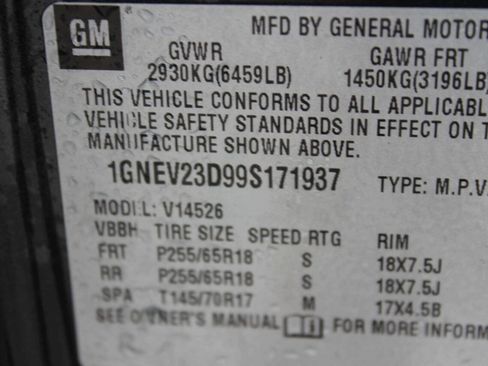 GM
MFD BY GENERAL MOTOR
GVWR GAWR FRT
2930KG(6459LB) 1450KG(3196LB)
THIS VEHICLE CONFORMS TO ALL APPLICABL
VEHICLE SAFETY STANDARDS IN EFFECT ON T
MANUFACTURE SHOWN ABOVE.
1GNEV23D99S171937 TYPE: M.P.V
MODEL: V14526
VBBH TIRE SIZE SPEED RTG RIM
FRT P255/65R18 S 18X7.5J
RR P255/65R18 S 18X7.5J
SPA T145/70R17 M 17X4.5B
SEE OWNER'S MANUAL FOR MORE INFORM